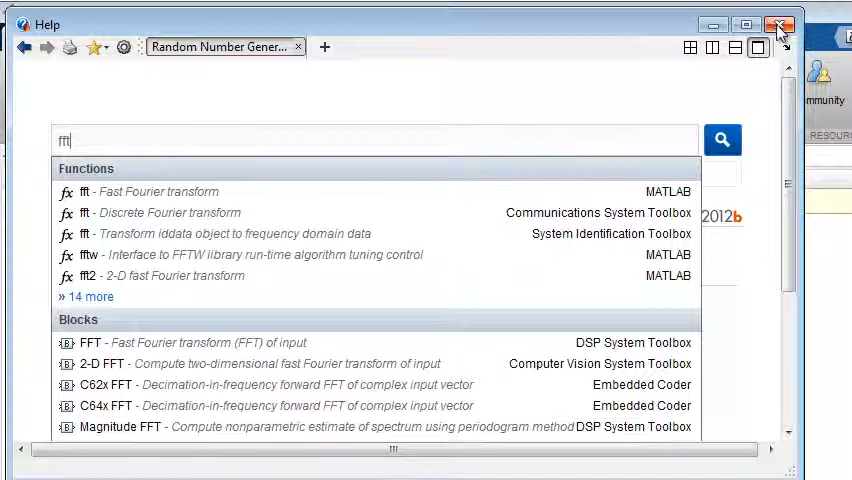 Help
Random Number Gener... ×
fft
Functions
fx fft - Fast Fourier transform MATLAB
fx fft - Discrete Fourier transform Communications System Toolbox
fx fft - Transform iddata object to frequency domain data System Identification Toolbox
fx fftw - Interface to FFTW library run-time algorithm tuning control MATLAB
fx fft2 - 2-D fast Fourier transform MATLAB
» 14 more
Blocks
FFT - Fast Fourier transform (FFT) of input DSP System Toolbox
2-D FFT - Compute two-dimensional fast Fourier transform of input Computer Vision System Toolbox
C62x FFT - Decimation-in-frequency forward FFT of complex input vector Embedded Coder
C64x FFT - Decimation-in-frequency forward FFT of complex input vector Embedded Coder
Magnitude FFT - Compute nonparametric estimate of spectrum using periodogram method DSP System Toolbox
2012b
mmunity
RESOURC